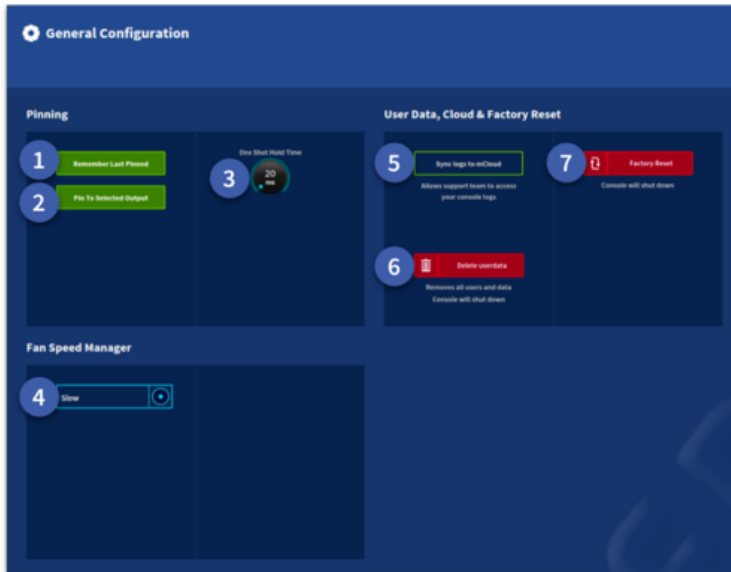 General Configuration
Pinning
1
Remember Last Pinned
2
Pin To Selected Output
One Shot Hold Time
3
20
ms
User Data, Cloud & Factory Reset
5
Sync logs to mCloud
Allows support team to access
your console logs
7
Factory Reset
Console will shut down
6
Delete userdata
Removes all users and data
Console will shut down
Fan Speed Manager
4
Slow